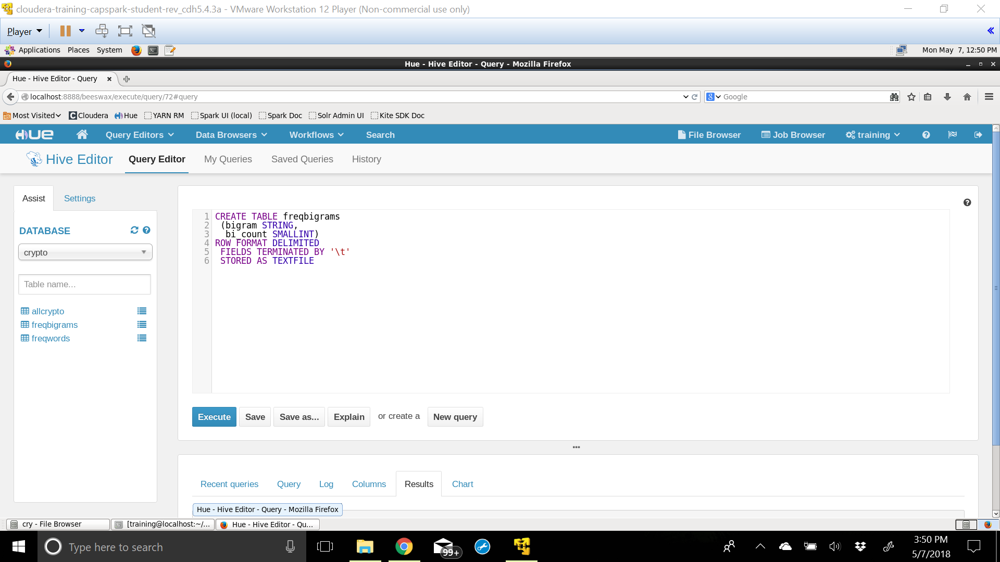 cloudera-training-capspark-student-rev_cdh5.4.3a - VMware Workstation 12 Player (Non-commercial use only)
Player
Applications Places System Mon May 7, 12:50 PM
Hue - Hive Editor - Query - Mozilla Firefox
Hue - Hive Editor - Query
localhost:8888/beeswax/execute/query/72#query Google
Most Visited Cloudera Hue YARN RM Spark UI (local) Spark Doc Solr Admin UI Kite SDK Doc
HUE Query Editors Data Browsers Workflows Search File Browser Job Browser training
Hive Editor Query Editor My Queries Saved Queries History
Assist Settings
DATABASE
crypto
Table name...
allcrypto
freqbigrams
freqwords
1 CREATE TABLE freqbigrams
2 (bigram STRING,
3 bi_count SMALLINT)
4 ROW FORMAT DELIMITED
5 FIELDS TERMINATED BY '\t'
6 STORED AS TEXTFILE
Execute Save Save as... Explain or create a New query
Recent queries Query Log Columns Results Chart
Hue - Hive Editor - Query - Mozilla Firefox
cry - File Browser [training@localhost:~/... Hue - Hive Editor - Qu...
Type here to search 99+ 3:50 PM
5/7/2018